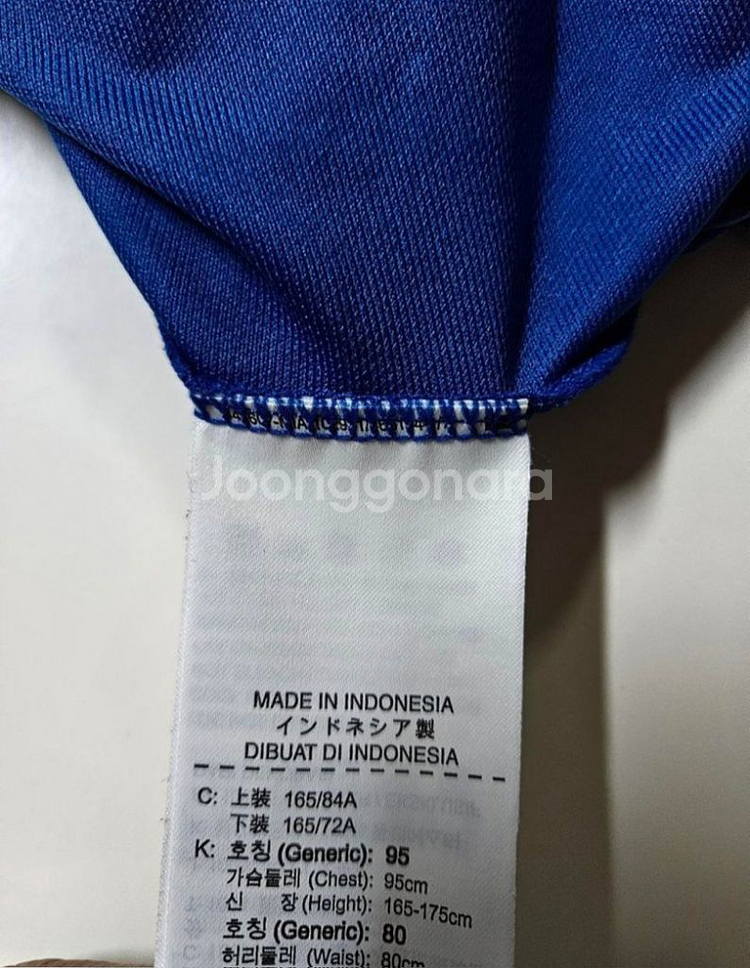 Joonggonara
MADE IN INDONESIA
インドネシア製
DIBUAT DI INDONESIA
C: 上装 165/84A
下装 165/72A
K: 호칭 (Generic): 95
가슴둘레 (Chest): 95cm
신 장 (Height): 165-175cm
호칭 (Generic): 80
허리둘레 (Waist): 80cm